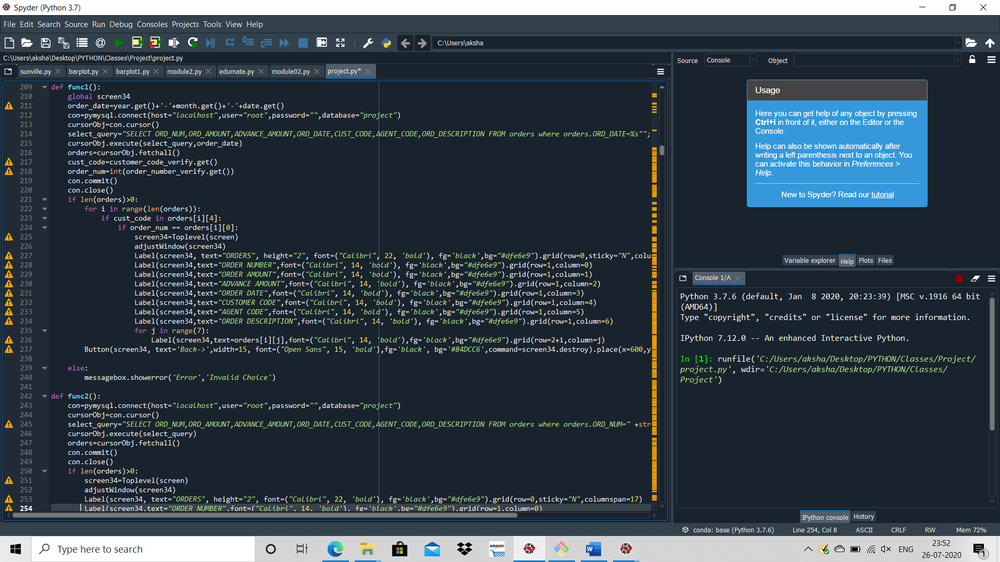 Spyder (Python 3.7)
File Edit Search Source Run Debug Consoles Projects Tools View Help
C:\Users\aksha
C:\Users\aksha\Desktop\PYTHON\Classes\Project\project.py
sunville.py barplot.py barplot1.py module2.py edumate.py module02.py project.py*
209 def func1():
210 global screen34
211 order_date=year.get()+'-'+month.get()+'-'+date.get()
212 con=pymysql.connect(host="localhost",user="root",password="",database="project")
213 cursorObj=con.cursor()
214 select_query="SELECT ORD_NUM,ORD_AMOUNT,ADVANCE_AMOUNT,ORD_DATE,CUST_CODE,AGENT_CODE,ORD_DESCRIPTION FROM orders where orders.ORD_DATE=%s"";
215 cursorObj.execute(select_query,order_date)
216 orders=cursorObj.fetchall()
217 cust_code=customer_code_verify.get()
218 order_num=int(order_number_verify.get())
219 con.commit()
220 con.close()
221 if len(orders)>0:
222 for i in range(len(orders)):
223 if cust_code in orders[i][4]:
224 if order_num == orders[i][0]:
225 screen34=Toplevel(screen)
226 adjustWindow(screen34)
227 Label(screen34, text="ORDERS", height="2", font=("Calibri", 22, 'bold'), fg='black',bg="#dfe6e9").grid(row=0,sticky="N",colu
228 Label(screen34,text="ORDER NUMBER",font=("Calibri", 14, 'bold'), fg='black',bg="#dfe6e9").grid(row=1,column=0)
229 Label(screen34,text="ORDER AMOUNT",font=("Calibri", 14, 'bold'), fg='black',bg="#dfe6e9").grid(row=1,column=1)
230 Label(screen34,text="ADVANCE AMOUNT",font=("Calibri", 14, 'bold'), fg='black',bg="#dfe6e9").grid(row=1,column=2)
231 Label(screen34,text="ORDER DATE",font=("Calibri", 14, 'bold'), fg='black',bg="#dfe6e9").grid(row=1,column=3)
232 Label(screen34,text="CUSTOMER CODE",font=("Calibri", 14, 'bold'), fg='black',bg="#dfe6e9").grid(row=1,column=4)
233 Label(screen34,text="AGENT CODE",font=("Calibri", 14, 'bold'), fg='black',bg="#dfe6e9").grid(row=1,column=5)
234 Label(screen34,text="ORDER DESCRIPTION",font=("Calibri", 14, 'bold'), fg='black',bg="#dfe6e9").grid(row=1,column=6)
235 for j in range(7):
236 Label(screen34,text=orders[i][j],font=("Calibri", 14, 'bold'),fg='black',bg="#dfe6e9").grid(row=2+i,column=j)
237 Button(screen34, text='Back->',width=15, font=("Open Sans", 15, 'bold'),fg='black', bg='#84DCC6',command=screen34.destroy).place(x=600,y
238
239 else:
240 messagebox.showerror('Error','Invalid Choice')
241
242 def func2():
243 con=pymysql.connect(host="localhost",user="root",password="",database="project")
244 cursorObj=con.cursor()
245 select_query="SELECT ORD_NUM,ORD_AMOUNT,ADVANCE_AMOUNT,ORD_DATE,CUST_CODE,AGENT_CODE,ORD_DESCRIPTION FROM orders where orders.ORD_NUM=" +str
246 cursorObj.execute(select_query)
247 orders=cursorObj.fetchall()
248 con.commit()
249 con.close()
250 if len(orders)>0:
251 screen34=Toplevel(screen)
252 adjustWindow(screen34)
253 Label(screen34, text="ORDERS", height="2", font=("Calibri", 22, 'bold'), fg='black',bg="#dfe6e9").grid(row=0,sticky="N",columnspan=17)
254 Label(screen34,text="ORDER NUMBER",font=("Calibri", 14, 'bold'), fg='black',bg="#dfe6e9").grid(row=1,column=0)
Source Console Object
Usage
Here you can get help of any object by pressing
Ctrl+I in front of it, either on the Editor or the
Console.
Help can also be shown automatically after
writing a left parenthesis next to an object. You
can activate this behavior in Preferences >
Help.
New to Spyder? Read our tutorial
Variable explorer Help Plots Files
Console 1/A
Python 3.7.6 (default, Jan  8 2020, 20:23:39) [MSC v.1916 64 bit
(AMD64)]
Type "copyright", "credits" or "license" for more information.
IPython 7.12.0 -- An enhanced Interactive Python.
In [1]: runfile('C:/Users/aksha/Desktop/PYTHON/Classes/Project/
project.py', wdir='C:/Users/aksha/Desktop/PYTHON/Classes/
Project')
IPython console History
conda: base (Python 3.7.6) Line 254, Col 8 ASCII CRLF RW Mem 72%
Type here to search
amazon
W
ENG
23:52
26-07-2020
1